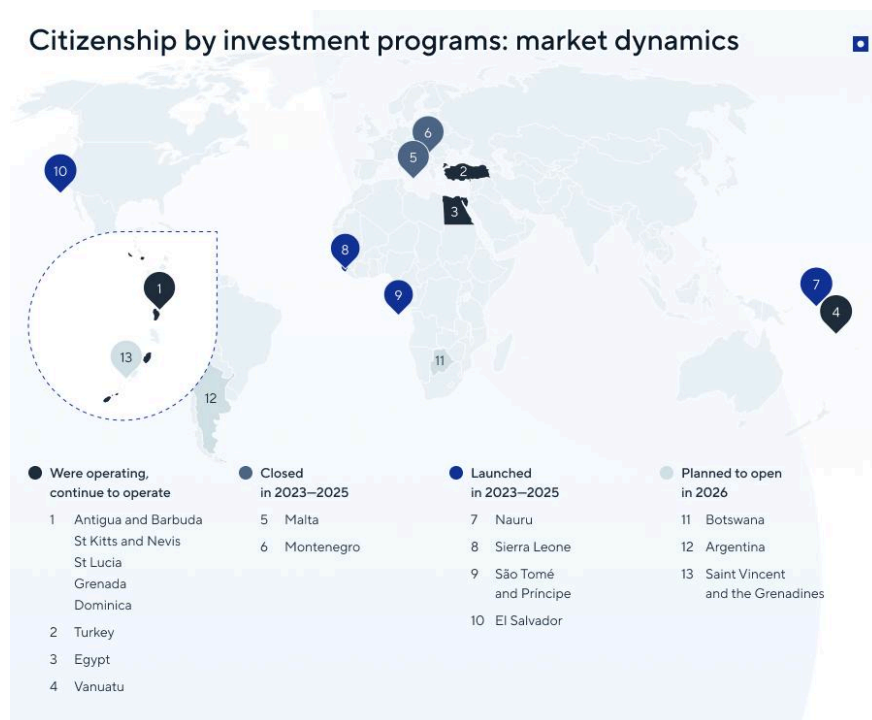 Citizenship by investment programs: market dynamics
10
6
5
2
3
8
9
7
4
1
13
12
11
Were operating,
continue to operate
1 Antigua and Barbuda
St Kitts and Nevis
St Lucia
Grenada
Dominica
2 Turkey
3 Egypt
4 Vanuatu
Closed
in 2023–2025
5 Malta
6 Montenegro
Launched
in 2023–2025
7 Nauru
8 Sierra Leone
9 São Tomé
and Príncipe
10 El Salvador
Planned to open
in 2026
11 Botswana
12 Argentina
13 Saint Vincent
and the Grenadines